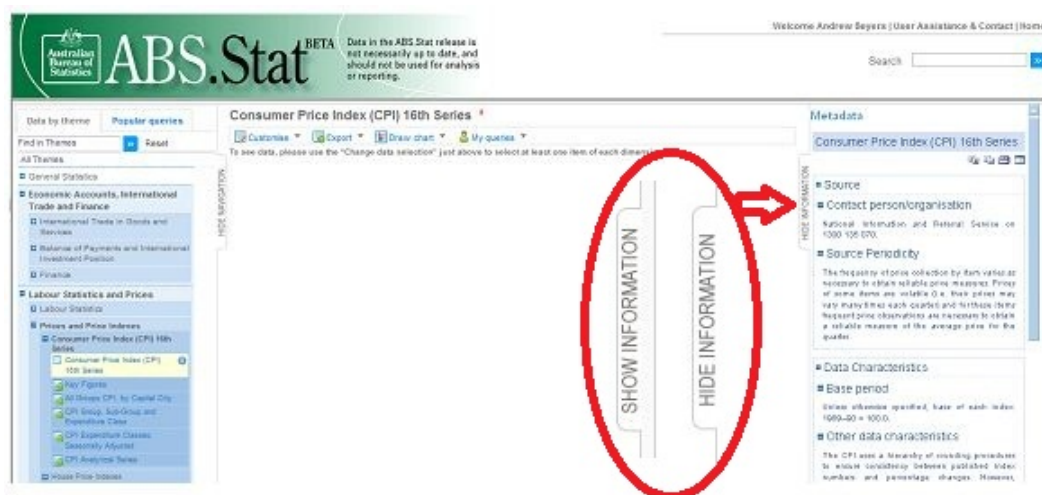 Welcome Andrew Beyers | User Assistance & Contact | Home
Australian
Bureau of
Statistics
ABS.Stat BETA
Data in the ABS.Stat release is
not necessarily up to date, and
should not be used for analysis
or reporting.
Search
Data by theme Popular queries
Find in Themes Reset
All Themes
General Statistics
Economic Accounts, International
Trade and Finance
International Trade in Goods and
Services
Balance of Payments and International
Investment Position
Finance
Labour Statistics and Prices
Labour Statistics
Prices and Price Indexes
Consumer Price Index (CPI) 16th
Series
Consumer Price Index (CPI)
16th Series
Key Figures
All Groups CPI, by Capital City
CPI Group, Sub-Group and
Expenditure Class
CPI Expenditure Classes
Seasonally Adjusted
CPI Analytical Series
House Price Indexes
HIDE NAVIGATION
Consumer Price Index (CPI) 16th Series *
Customise Export Draw chart My queries
To see data, please use the "Change data selection" just above to select at least one item of each
SHOW INFORMATION
HIDE INFORMATION
HIDE INFORMATION
Metadata
Consumer Price Index (CPI) 16th Series
Source
Contact person/organisation
National Information and Referral Service on
1300 135 070.
Source Periodicity
The frequency of price collection by item varies as
necessary to obtain reliable price measures. Prices
of some items are volatile (i.e. their prices may
vary many times each quarter) and for these items
frequent price observations are necessary to obtain
a reliable measure of the average price for the
quarter.
Data Characteristics
Base period
Unless otherwise specified, base of each index:
1989-90 = 100.0.
Other data characteristics
The CPI uses a hierarchy of rounding procedures
to ensure consistency between published index
numbers and percentage changes. However,